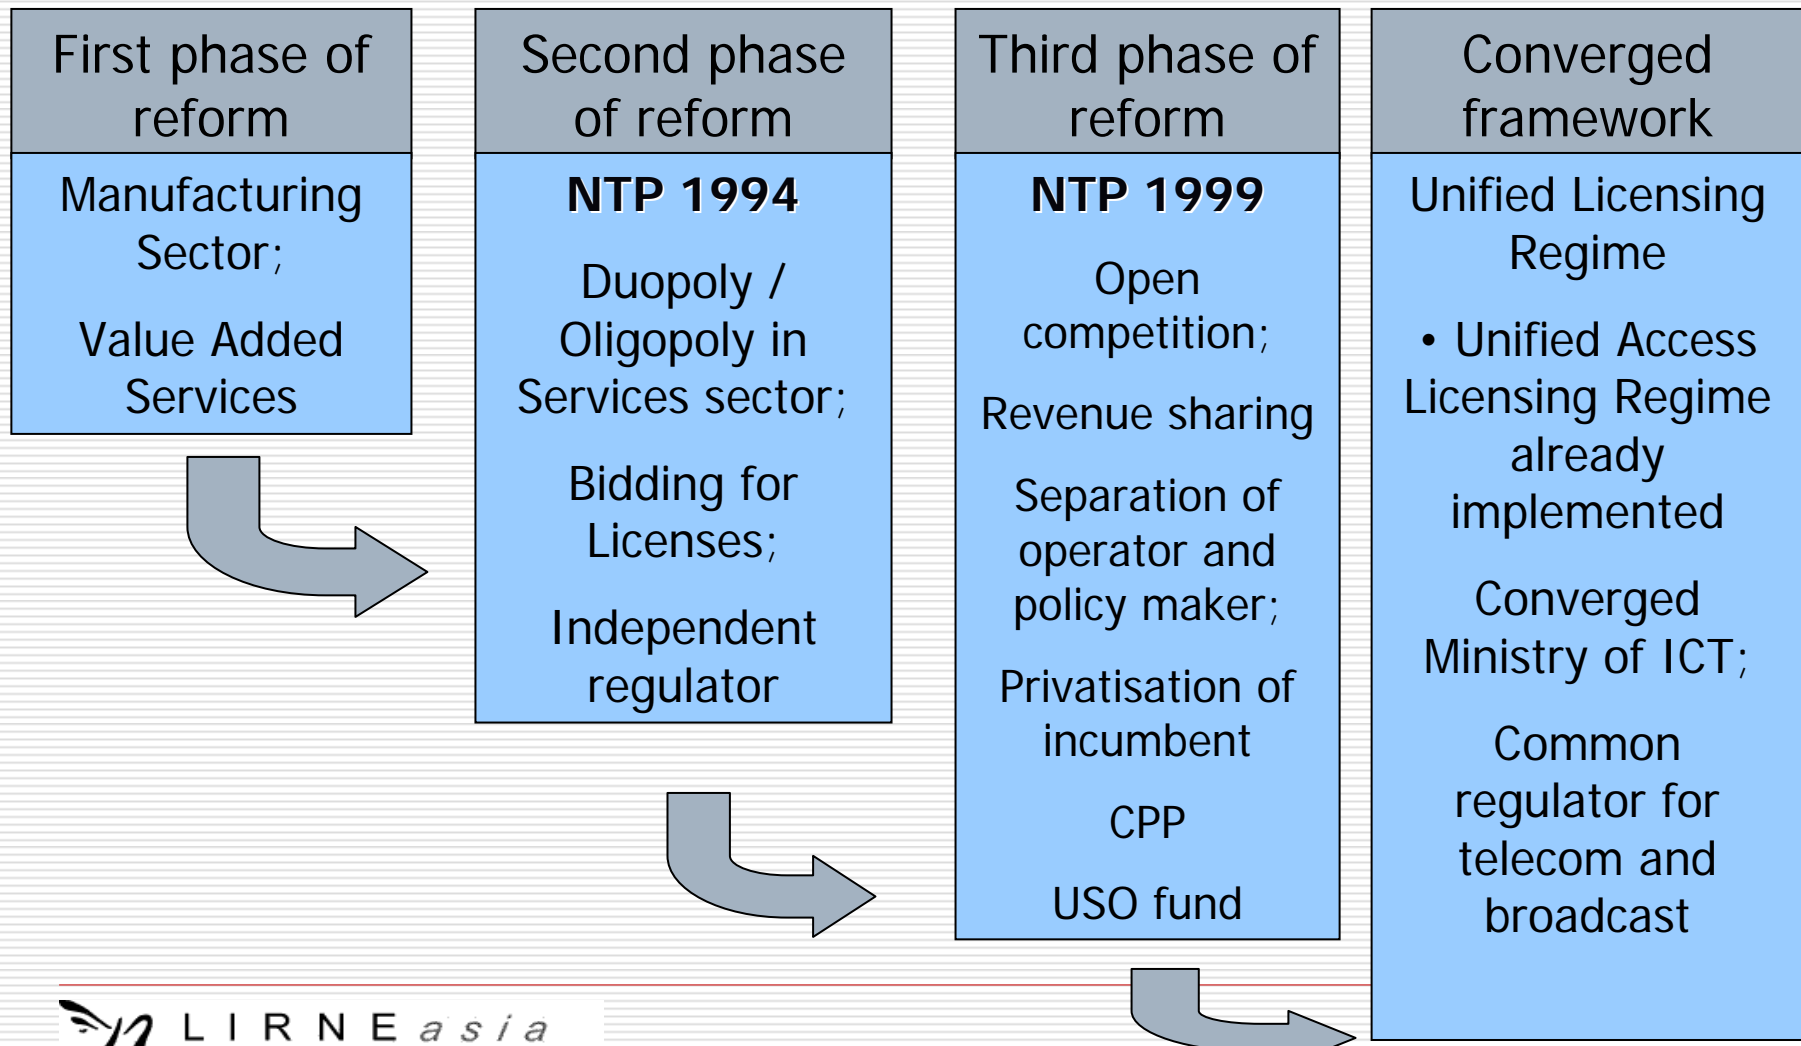 First phase of
reform
Manufacturing
Sector;
Value Added
Services
Second phase
of reform
NTP 1994
Duopoly /
Oligopoly in
Services sector;
Bidding for
Licenses;
Independent
regulator
Third phase of
reform
NTP 1999
Open
competition;
Revenue sharing
Separation of
operator and
policy maker;
Privatisation of
incumbent
CPP
USO fund
Converged
framework
Unified Licensing
Regime
• Unified Access
Licensing Regime
already
implemented
Converged
Ministry of ICT;
Common
regulator for
telecom and
broadcast
LIRNEasia